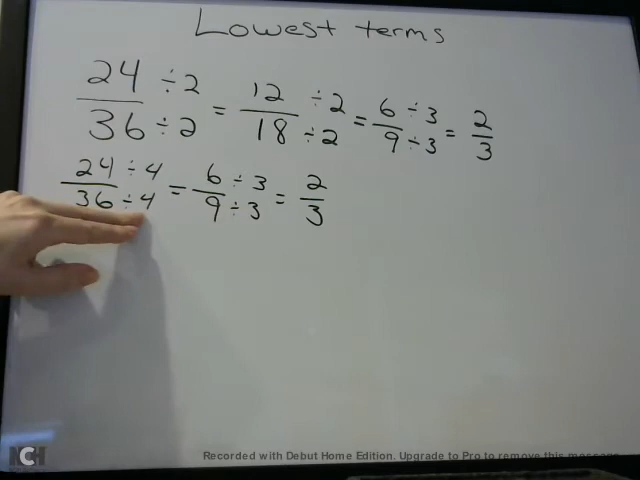 Lowest terms
24/36 ÷2/÷2 = 12/18 ÷2/÷2 = 6/9 ÷3/÷3 = 2/3
24/36 ÷4/÷4 = 6/9 ÷3/÷3 = 2/3
NCH
Recorded with Debut Home Edition. Upgrade to Pro to remove this message